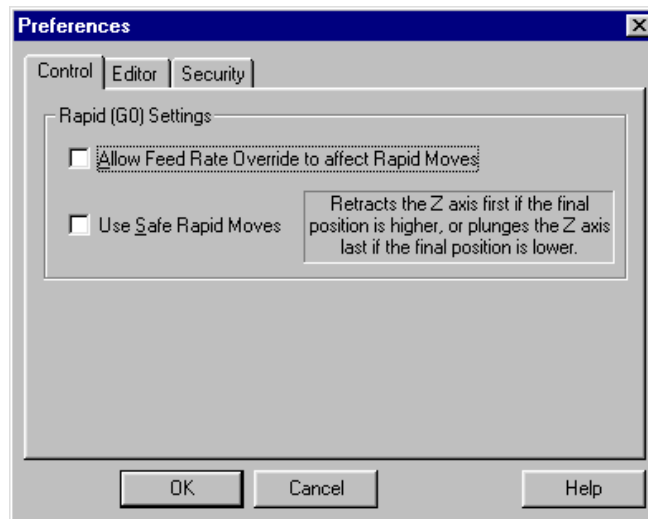 Preferences
Control Editor Security
Rapid (G0) Settings
Allow Feed Rate Override to affect Rapid Moves
Use Safe Rapid Moves
Retracts the Z axis first if the final
position is higher, or plunges the Z axis
last if the final position is lower.
OK Cancel Help